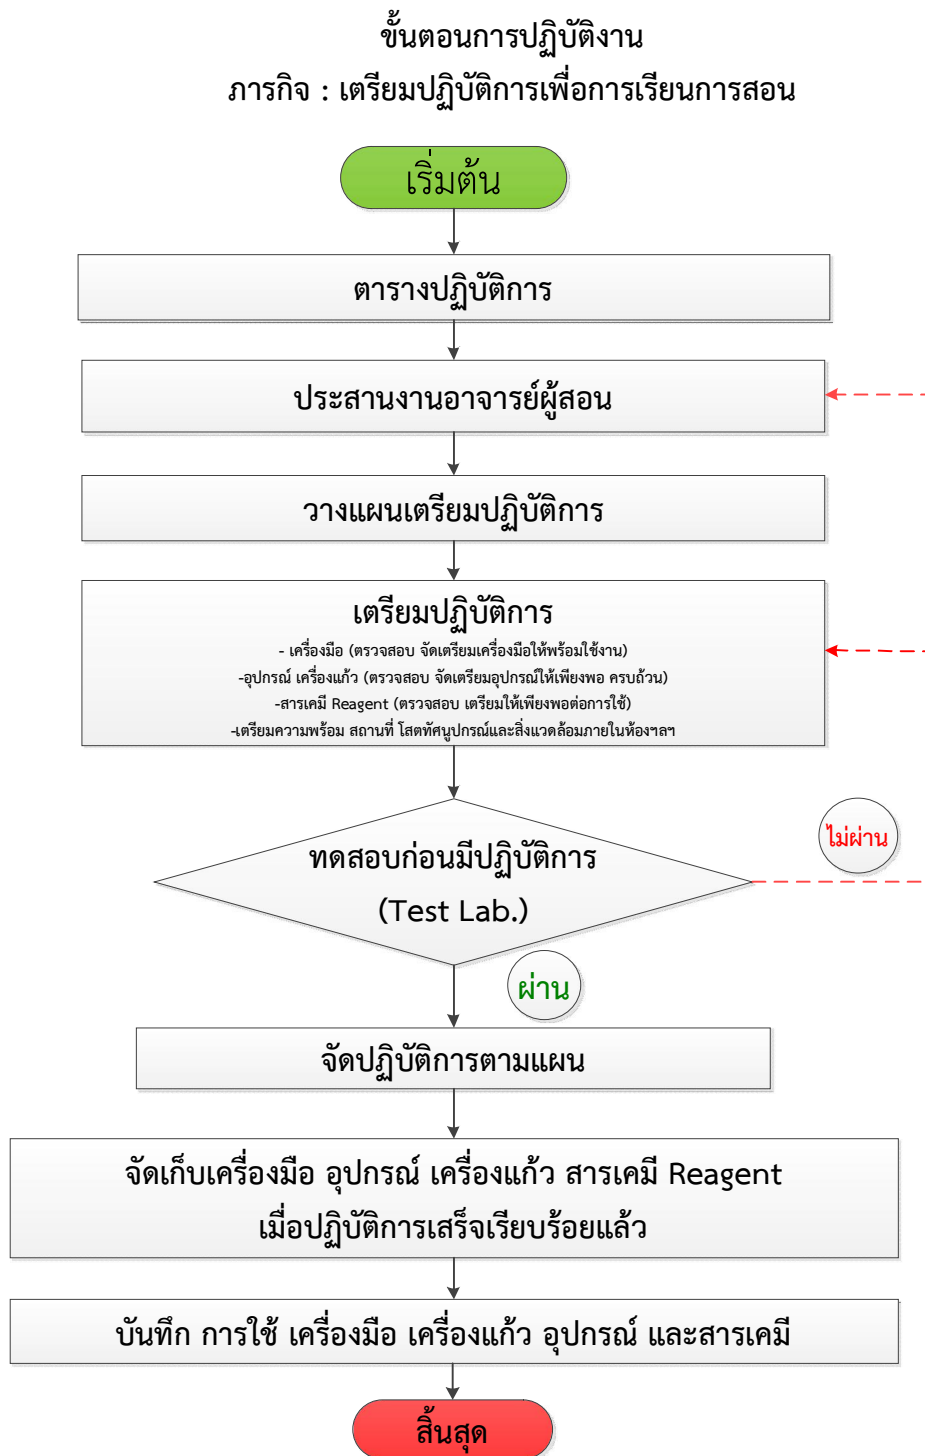 ขั้นตอนการปฏิบัติงาน
ภารกิจ : เตรียมปฏิบัติการเพื่อการเรียนการสอน
เริ่มต้น
ตารางปฏิบัติการ
ประสานงานอาจารย์ผู้สอน
วางแผนเตรียมปฏิบัติการ
เตรียมปฏิบัติการ
- เครื่องมือ (ตรวจสอบ จัดเตรียมเครื่องมือให้พร้อมใช้งาน)
-อุปกรณ์ เครื่องแก้ว (ตรวจสอบ จัดเตรียมอุปกรณ์ให้เพียงพอ ครบถ้วน)
-สารเคมี Reagent (ตรวจสอบ เตรียมให้เพียงพอต่อการใช้)
-เตรียมความพร้อม สถานที่ โสตทัศนูปกรณ์และสิ่งแวดล้อมภายในห้องฯลฯ
ทดสอบก่อนมีปฏิบัติการ
(Test Lab.)
ไม่ผ่าน
ผ่าน
จัดปฏิบัติการตามแผน
จัดเก็บเครื่องมือ อุปกรณ์ เครื่องแก้ว สารเคมี Reagent
เมื่อปฏิบัติการเสร็จเรียบร้อยแล้ว
บันทึก การใช้ เครื่องมือ เครื่องแก้ว อุปกรณ์ และสารเคมี
สิ้นสุด